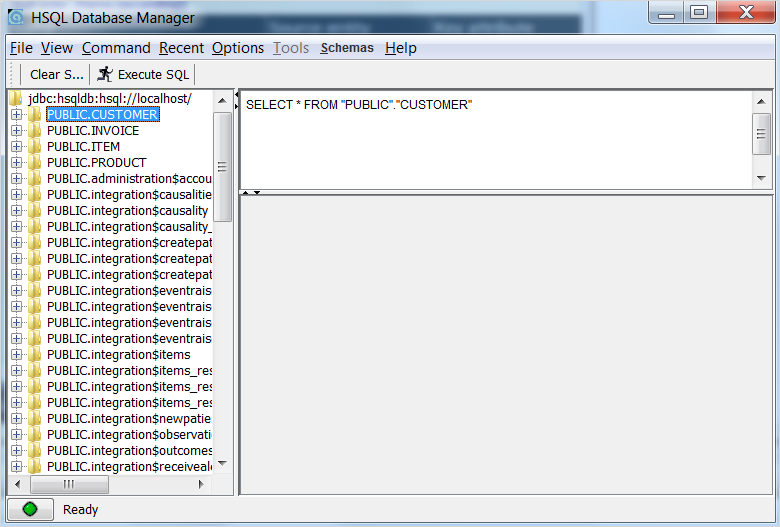 HSQL Database Manager
File View Command Recent Options Tools Schemas Help
Clear S... Execute SQL
jdbc:hsqldb:hsql://localhost/
PUBLIC.CUSTOMER
PUBLIC.INVOICE
PUBLIC.ITEM
PUBLIC.PRODUCT
PUBLIC.administration$accou
PUBLIC.integration$causalitie
PUBLIC.integration$causality
PUBLIC.integration$causality_
PUBLIC.integration$createpat
PUBLIC.integration$createpat
PUBLIC.integration$createpat
PUBLIC.integration$eventrais
PUBLIC.integration$eventrais
PUBLIC.integration$eventrais
PUBLIC.integration$eventrais
PUBLIC.integration$items
PUBLIC.integration$items_res
PUBLIC.integration$items_res
PUBLIC.integration$items_res
PUBLIC.integration$newpatie
PUBLIC.integration$observati
PUBLIC.integration$outcomes
PUBLIC.integration$receiveale
SELECT * FROM "PUBLIC"."CUSTOMER"
Ready